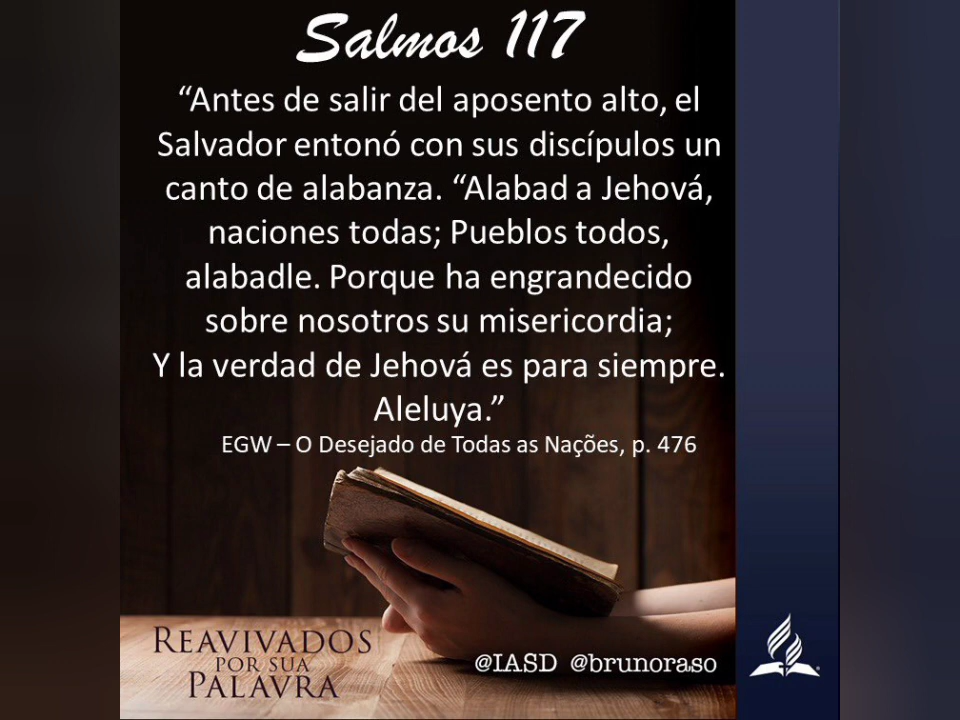 Salmos 117
“Antes de salir del aposento alto, el
Salvador entonó con sus discípulos un
canto de alabanza. “Alabad a Jehová,
naciones todas; Pueblos todos,
alabadle. Porque ha engrandecido
sobre nosotros su misericordia;
Y la verdad de Jehová es para siempre.
Aleluya.”
EGW – O Desejado de Todas as Nações, p. 476
REAVIVADOS
POR SUA
PALAVRA
@IASD @brunoraso